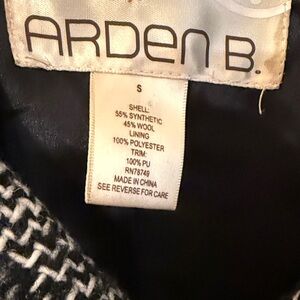 ARDEN B.
S
SHELL:
55% SYNTHETIC
45% WOOL
LINING
100% POLYESTER
TRIM:
100% PU
RN78749
MADE IN CHINA
SEE REVERSE FOR CARE